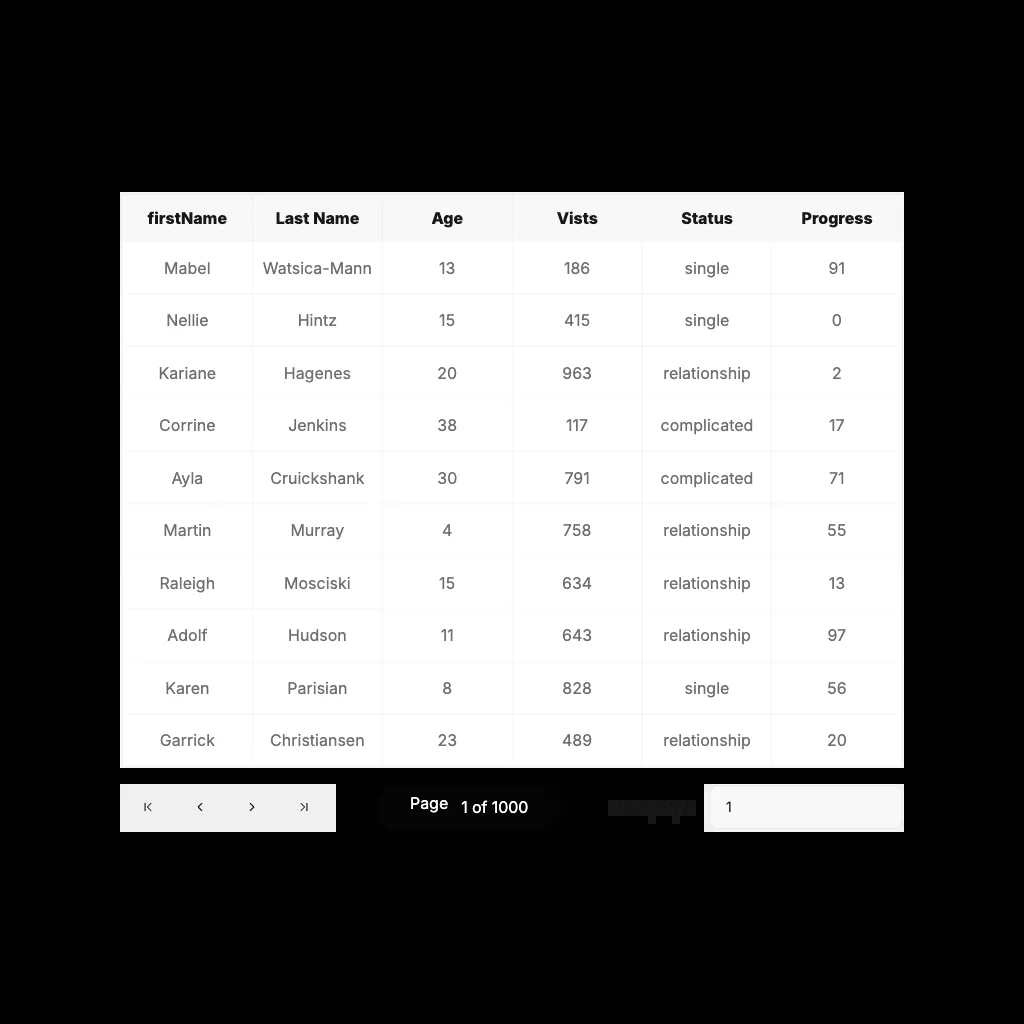 firstName Last Name Age Vists Status Progress
Mabel Watsica-Mann 13 186 single 91
Nellie Hintz 15 415 single 0
Kariane Hagenes 20 963 relationship 2
Corrine Jenkins 38 117 complicated 17
Ayla Cruickshank 30 791 complicated 71
Martin Murray 4 758 relationship 55
Raleigh Mosciski 15 634 relationship 13
Adolf Hudson 11 643 relationship 97
Karen Parisian 8 828 single 56
Garrick Christiansen 23 489 relationship 20
Page 1 of 1000 1